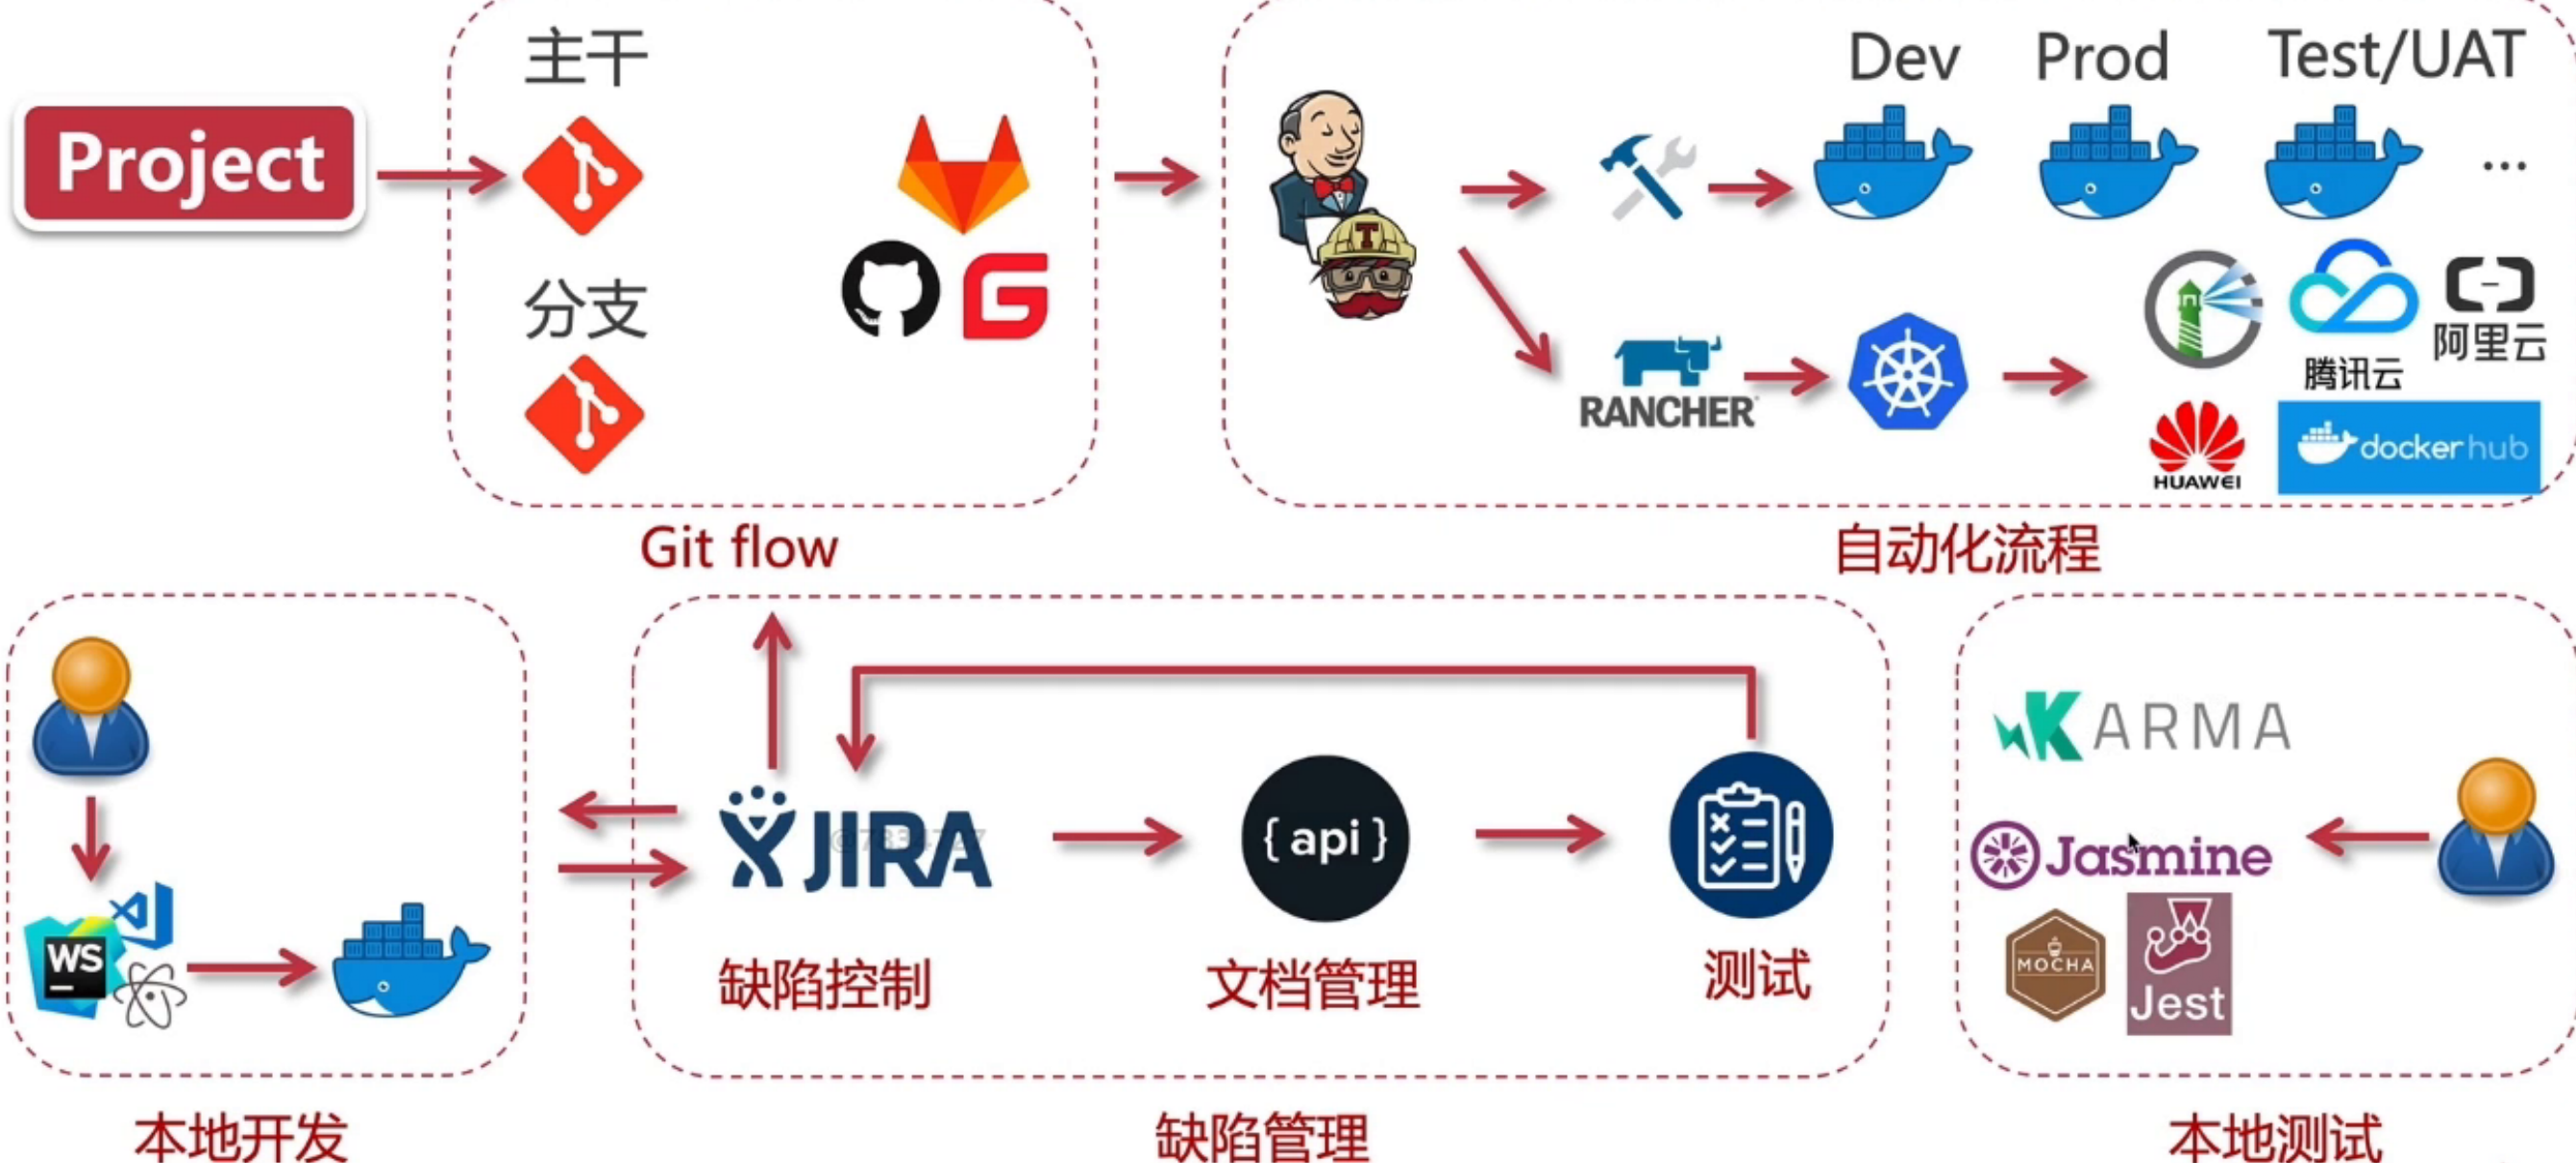 主干
Project
分支
Git flow
Dev
Prod
Test/UAT
...
T
RANCHER
腾讯云
阿里云
HUAWEI
docker hub
自动化流程
WS
本地开发
JIRA
{ api }
缺陷控制
文档管理
测试
缺陷管理
KARMA
Jasmine
MOCHA
Jest
本地测试